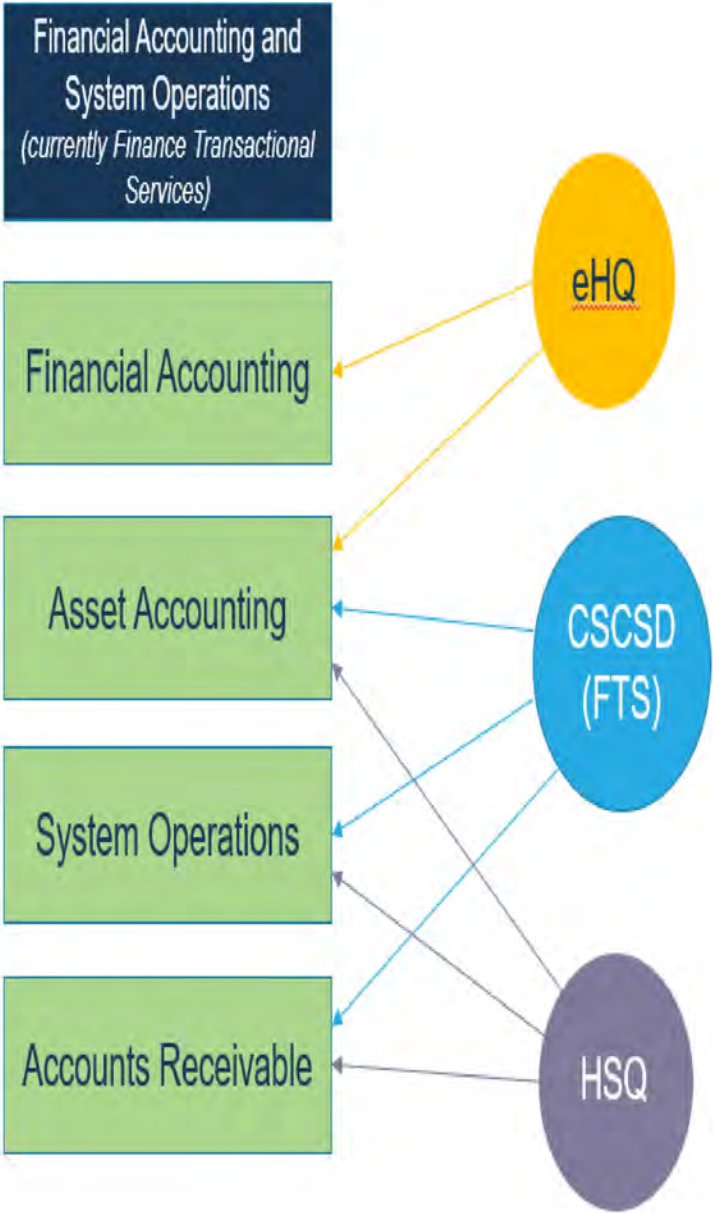 Financial Accounting and
System Operations
(currently Finance Transactional
Services)
eHQ
Financial Accounting
Asset Accounting
CSCSD
(FTS)
System Operations
Accounts Receivable
HSQ